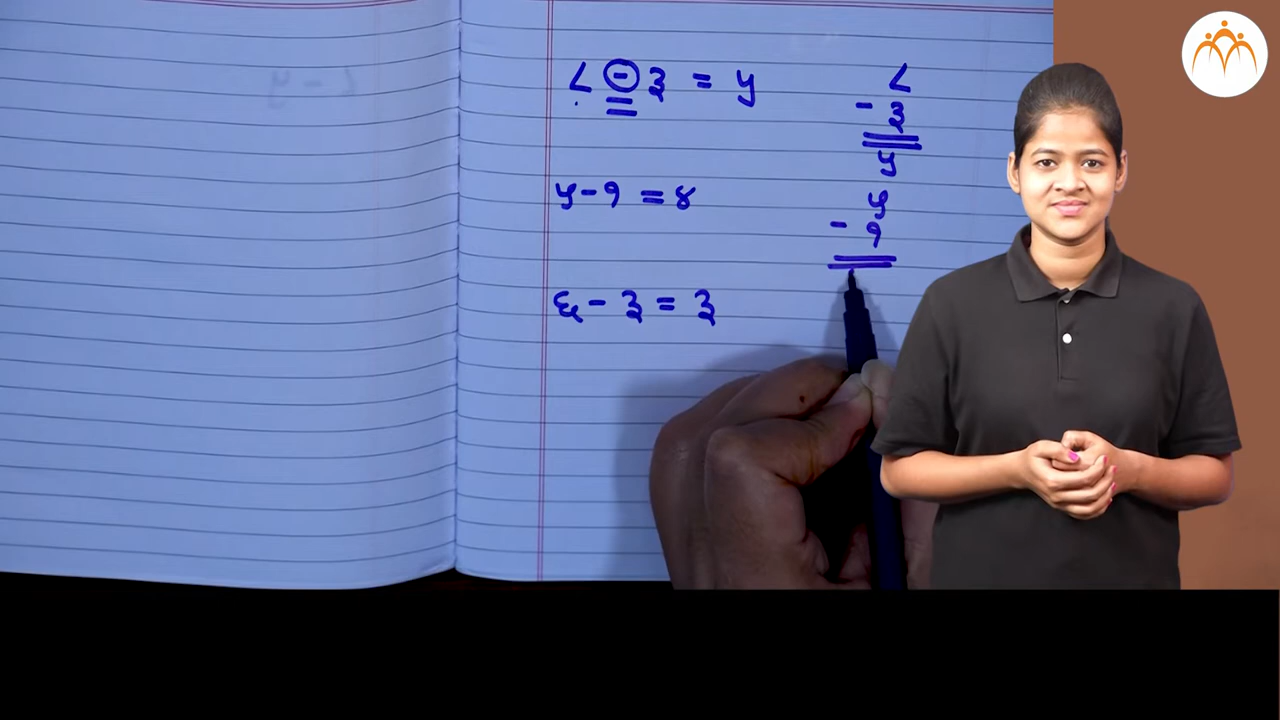 ८ - ३ = ५
५ - १ = ४
६ - ३ = ३
८
- ३
५
५
- १